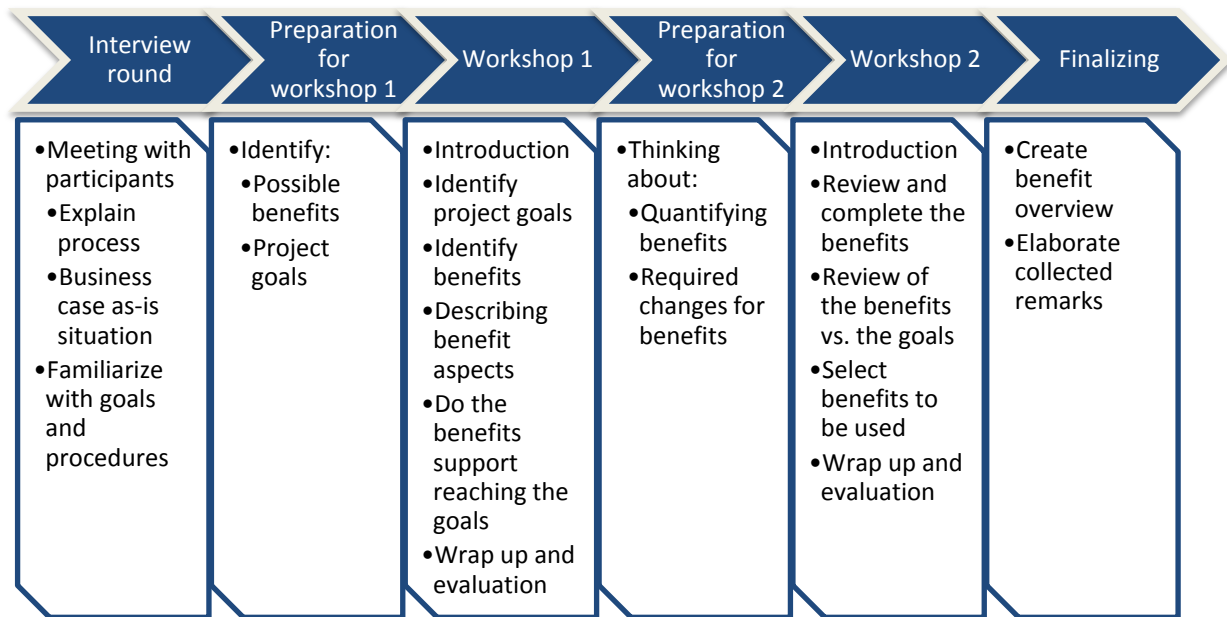 Interview
round
Preparation
for
workshop 1
Workshop 1
Preparation
for
workshop 2
Workshop 2
Finalizing
•Meeting with
participants
•Explain
process
•Business
case as-is
situation
•Familiarize
with goals
and
procedures
•Identify:
•Possible
benefits
•Project
goals
•Introduction
•Identify
project goals
•Identify
benefits
•Describing
benefit
aspects
•Do the
benefits
support
reaching the
goals
•Wrap up and
evaluation
•Thinking
about:
•Quantifying
benefits
•Required
changes for
benefits
•Introduction
•Review and
complete the
benefits
•Review of
the benefits
vs. the goals
•Select
benefits to
be used
•Wrap up and
evaluation
•Create
benefit
overview
•Elaborate
collected
remarks